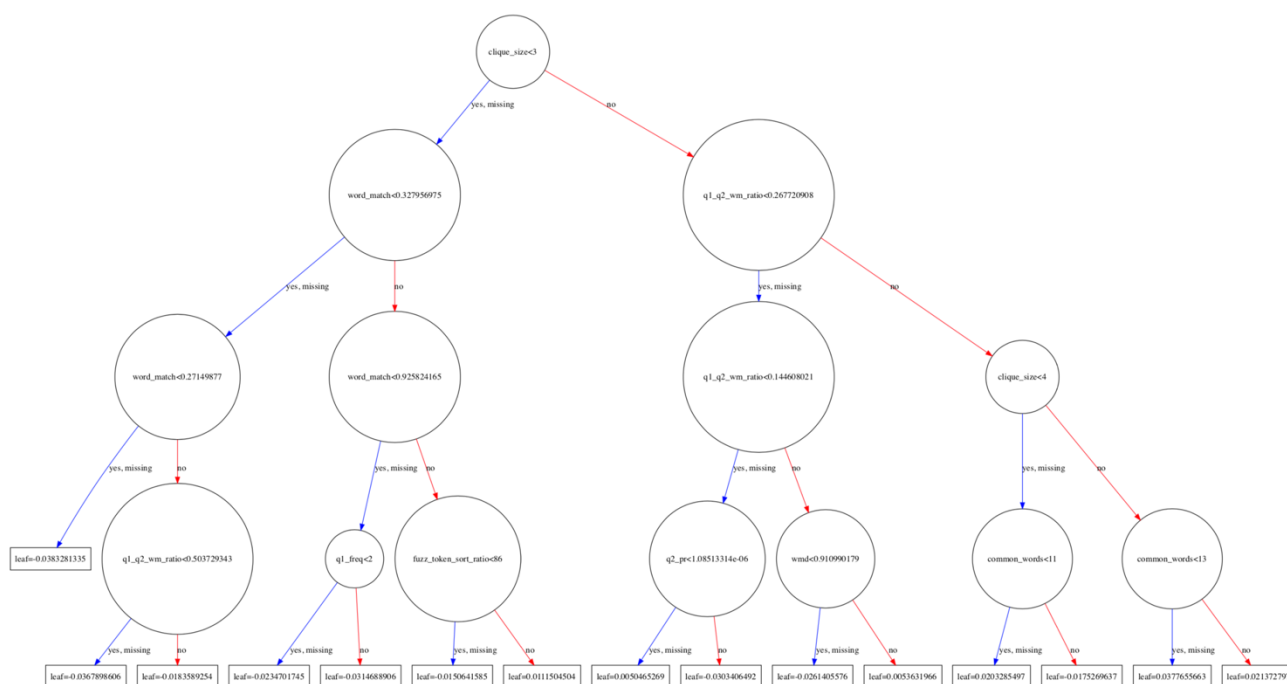 clique_size<3
yes, missing
no
word_match<0.327956975
q1_q2_wm_ratio<0.267720908
yes, missing
no
yes, missing
no
word_match<0.27149877
word_match<0.925824165
q1_q2_wm_ratio<0.144608021
clique_size<4
yes, missing
no
yes, missing
no
yes, missing
no
yes, missing
no
leaf=-0.0383281335
q1_q2_wm_ratio<0.503729343
q1_freq<2
fuzz_token_sort_ratio<86
q2_pr<1.08513314e-06
wmd<0.910990179
common_words<11
common_words<13
yes, missing
no
yes, missing
no
yes, missing
no
yes, missing
no
yes, missing
no
yes, missing
no
yes, missing
no
leaf=-0.0367898606
leaf=-0.0183589254
leaf=-0.0234701745
leaf=-0.0314688906
leaf=-0.0150641585
leaf=0.0111504504
leaf=0.0050465269
leaf=-0.0303406492
leaf=-0.0261405576
leaf=0.0053631966
leaf=0.0203285497
leaf=-0.0175269637
leaf=0.0377655663